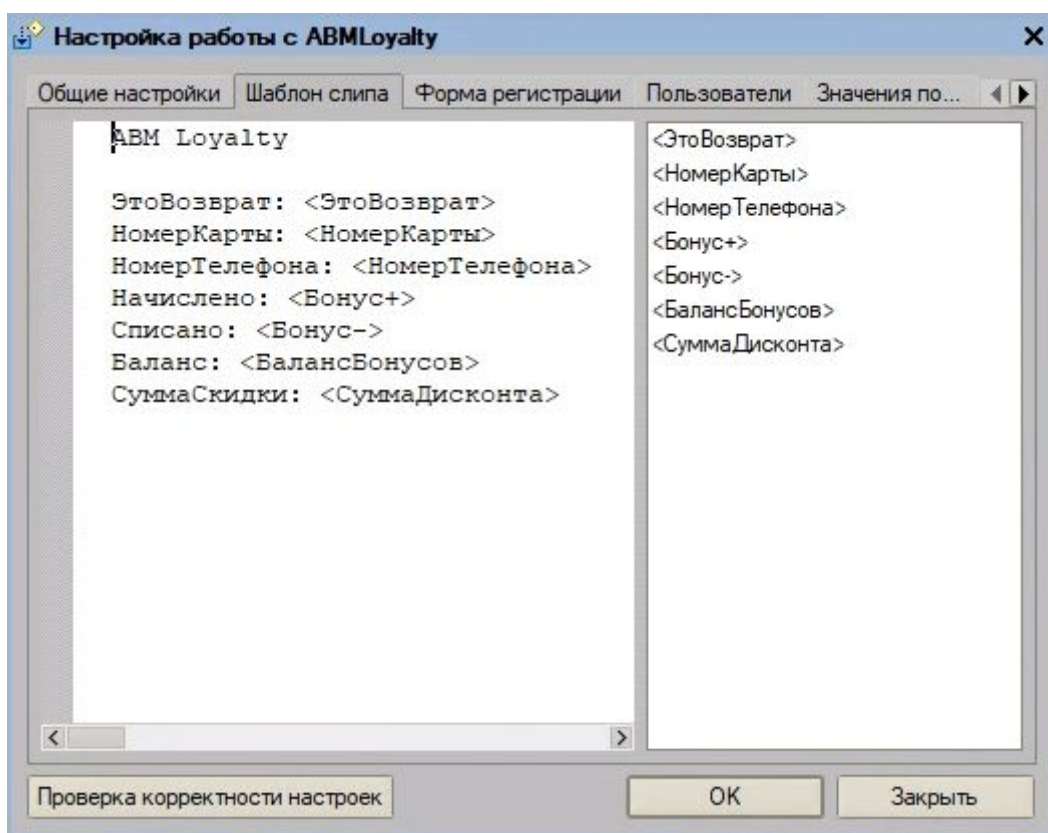 Настройка работы с ABMLoyalty
Общие настройки Шаблон слипа Форма регистрации Пользователи Значения по...
ABM Loyalty
ЭтоВозврат: <ЭтоВозврат>
НомерКарты: <НомерКарты>
НомерТелефона: <НомерТелефона>
Начислено: <Бонус+>
Списано: <Бонус->
Баланс: <БалансБонусов>
СуммаСкидки: <СуммаДисконта>
<ЭтоВозврат>
<НомерКарты>
<НомерТелефона>
<Бонус+>
<Бонус->
<БалансБонусов>
<СуммаДисконта>
Проверка корректности настроек OK Закрыть